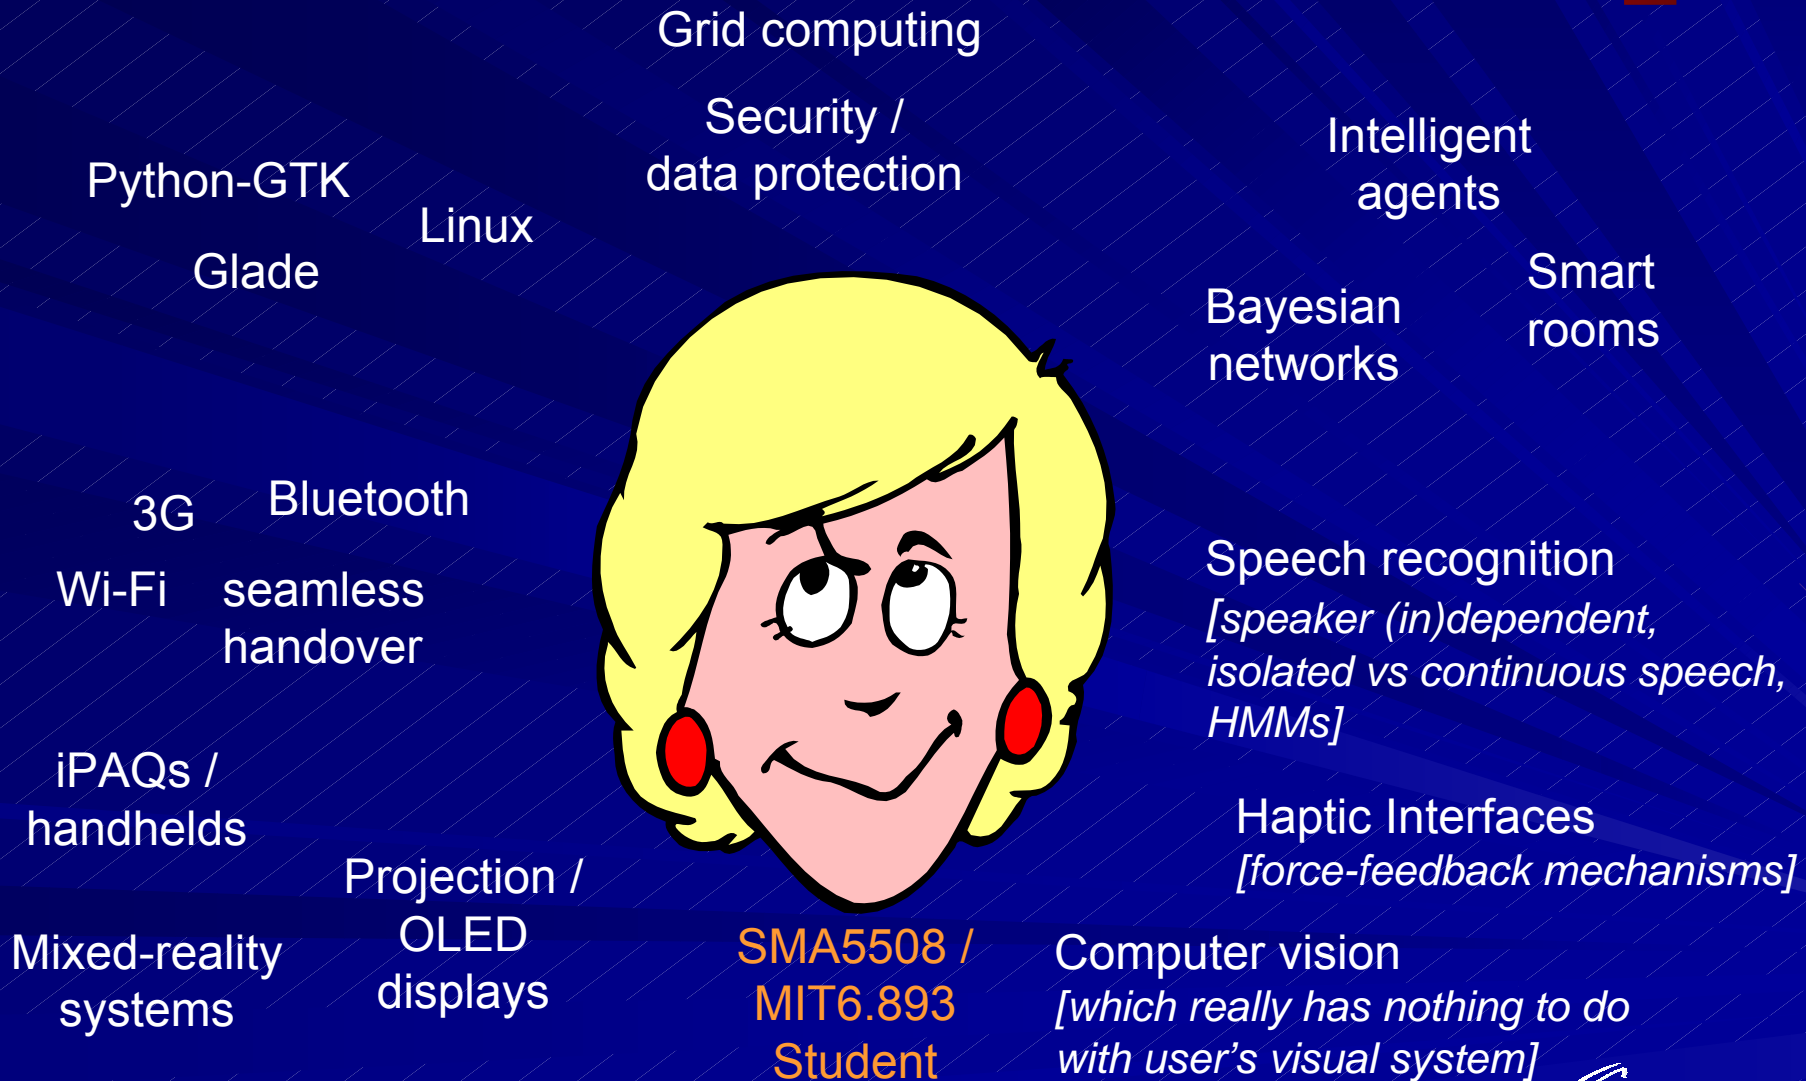 Grid computing
Security /
data protection
Python-GTK
Linux
Glade
Intelligent
agents
Smart
rooms
Bayesian
networks
3G
Bluetooth
Wi-Fi
seamless
handover
Speech recognition
[speaker (in)dependent,
isolated vs continuous speech,
HMMs]
iPAQs /
handhelds
Haptic Interfaces
[force-feedback mechanisms]
Projection /
OLED
displays
Mixed-reality
systems
SMA5508 /
MIT6.893
Student
Computer vision
[which really has nothing to do
with user's visual system]